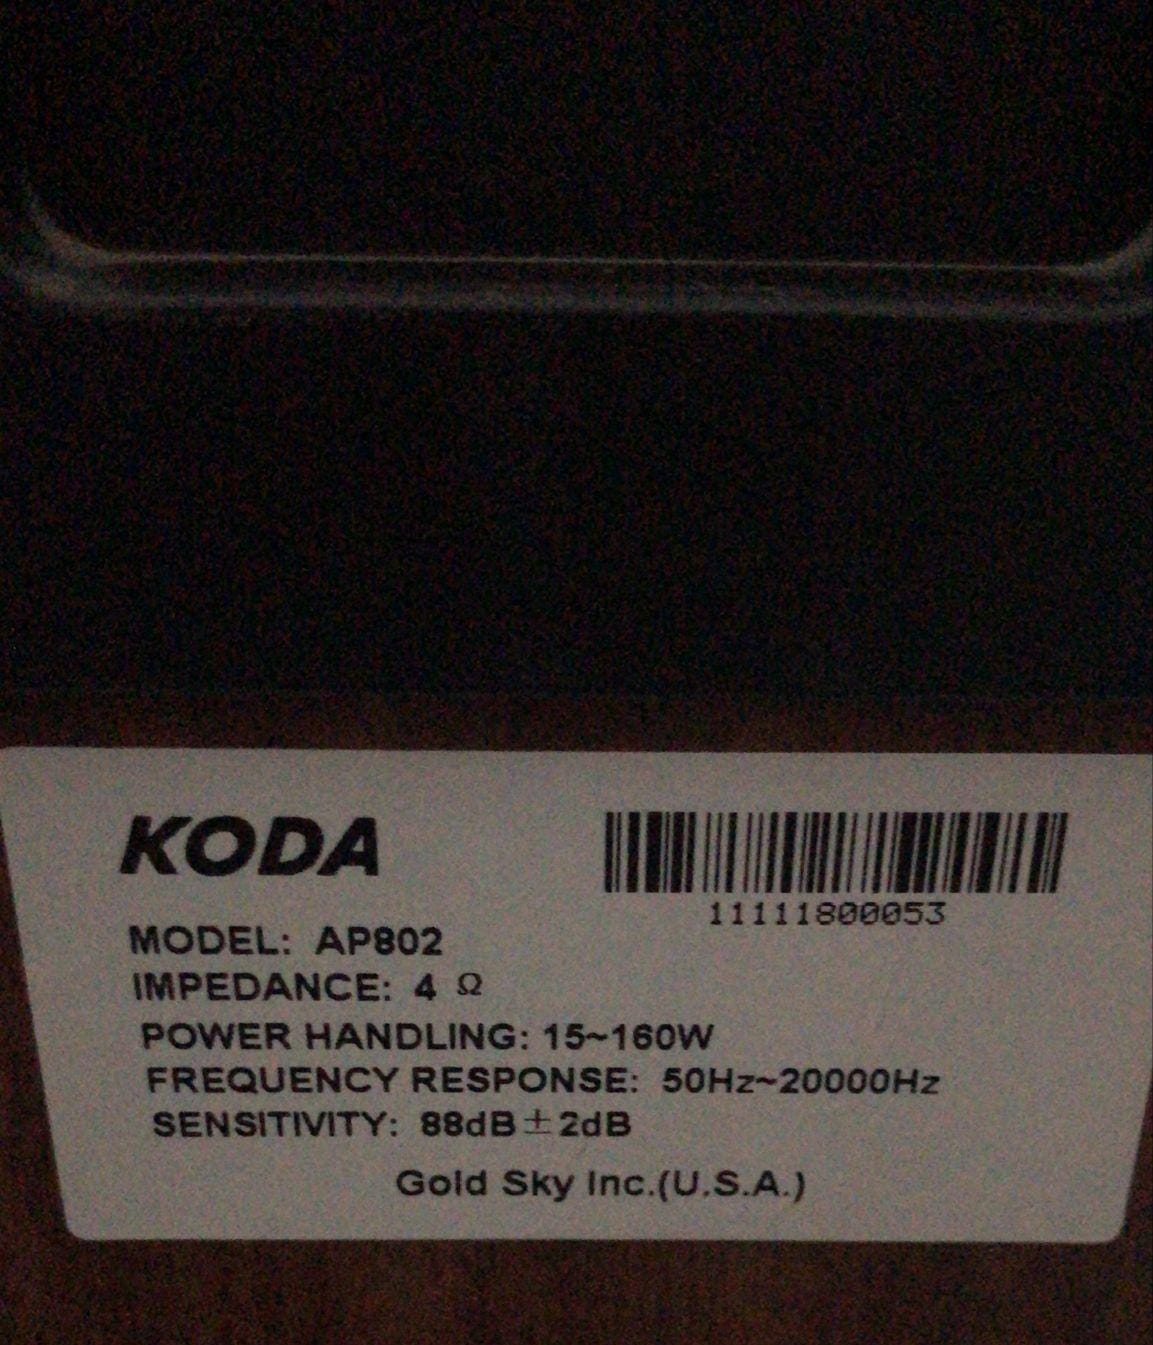 KODA
11111800053
MODEL: AP802
IMPEDANCE: 4 Ω
POWER HANDLING: 15~160W
FREQUENCY RESPONSE: 50Hz~20000Hz
SENSITIVITY: 88dB±2dB
Gold Sky Inc.(U.S.A.)